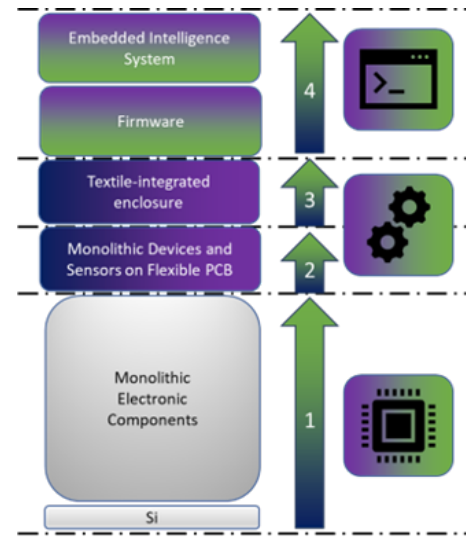 Embedded Intelligence
System
4
Firmware
Textile-integrated
enclosure
3
Monolithic Devices and
Sensors on Flexible PCB
2
Monolithic
Electronic
Components
1
Si